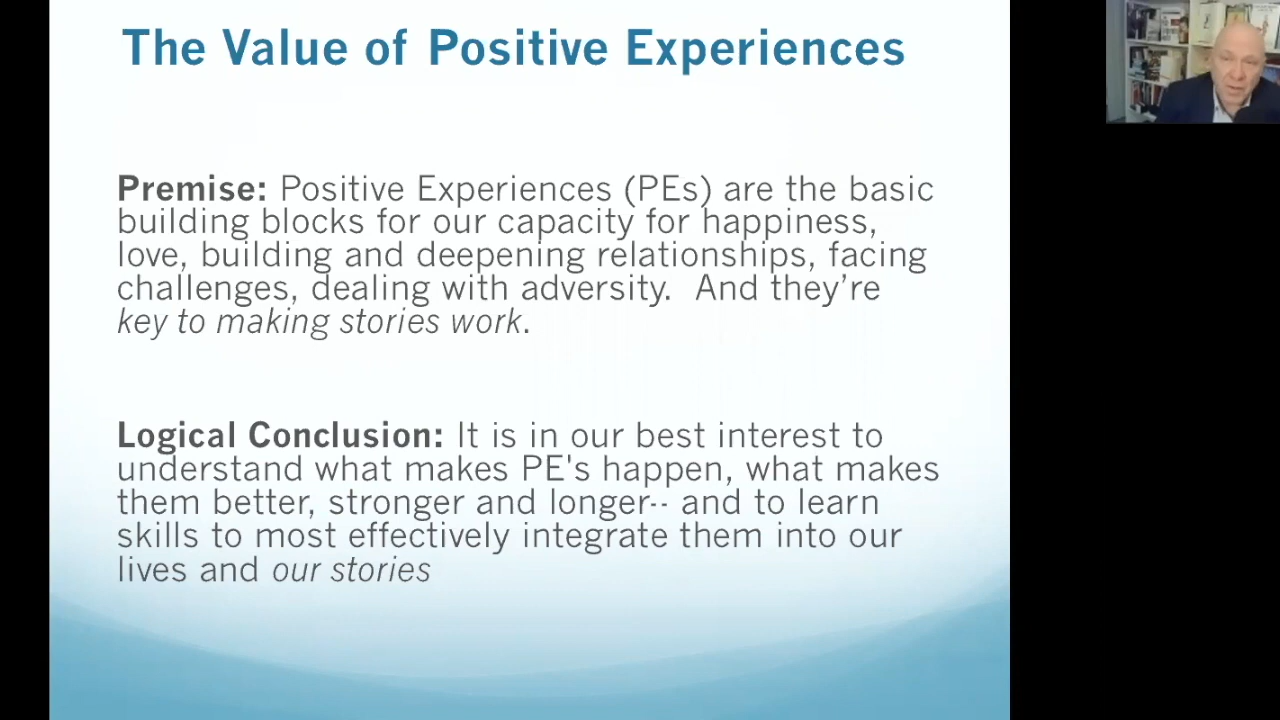 The Value of Positive Experiences
Premise: Positive Experiences (PEs) are the basic
building blocks for our capacity for happiness,
love, building and deepening relationships, facing
challenges, dealing with adversity.  And they're
key to making stories work.
Logical Conclusion: It is in our best interest to
understand what makes PE's happen, what makes
them better, stronger and longer-- and to learn
skills to most effectively integrate them into our
lives and our stories